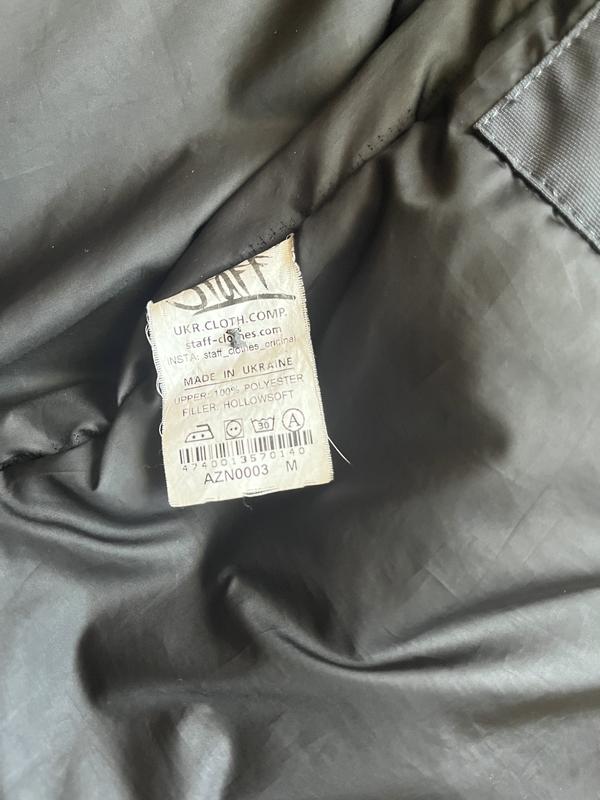 Staff
UKR.CLOTH.COMP.
staff-clothes.com
INSTA: staff_clothes_original
MADE IN UKRAINE
UPPER: 100% POLYESTER
FILLER: HOLLOWSOFT
30 A
4740013570140
AZN0003 M